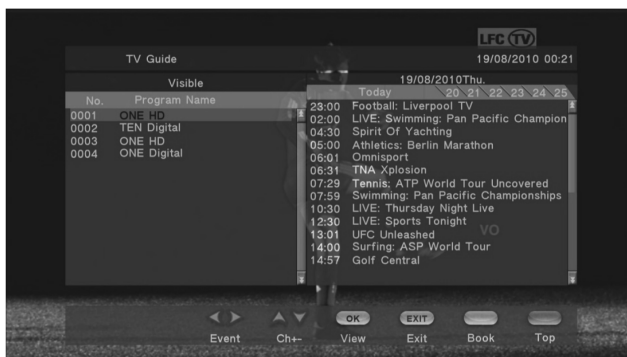 LFC TV
TV Guide 19/08/2010 00:21
Visible
No. Program Name
0001 ONE HD
0002 TEN Digital
0003 ONE HD
0004 ONE Digital
19/08/2010Thu.
Today 20 21 22 23 24 25
23:00 Football: Liverpool TV
02:00 LIVE: Swimming: Pan Pacific Champion
04:30 Spirit Of Yachting
05:00 Athletics: Berlin Marathon
06:01 Omnisport
06:31 TNA Xplosion
07:29 Tennis: ATP World Tour Uncovered
07:59 Swimming: Pan Pacific Championships
10:30 LIVE: Thursday Night Live
12:30 LIVE: Sports Tonight
13:01 UFC Unleashed
14:00 Surfing: ASP World Tour
14:57 Golf Central
VO
OK EXIT
Event Ch+- View Exit Book Top